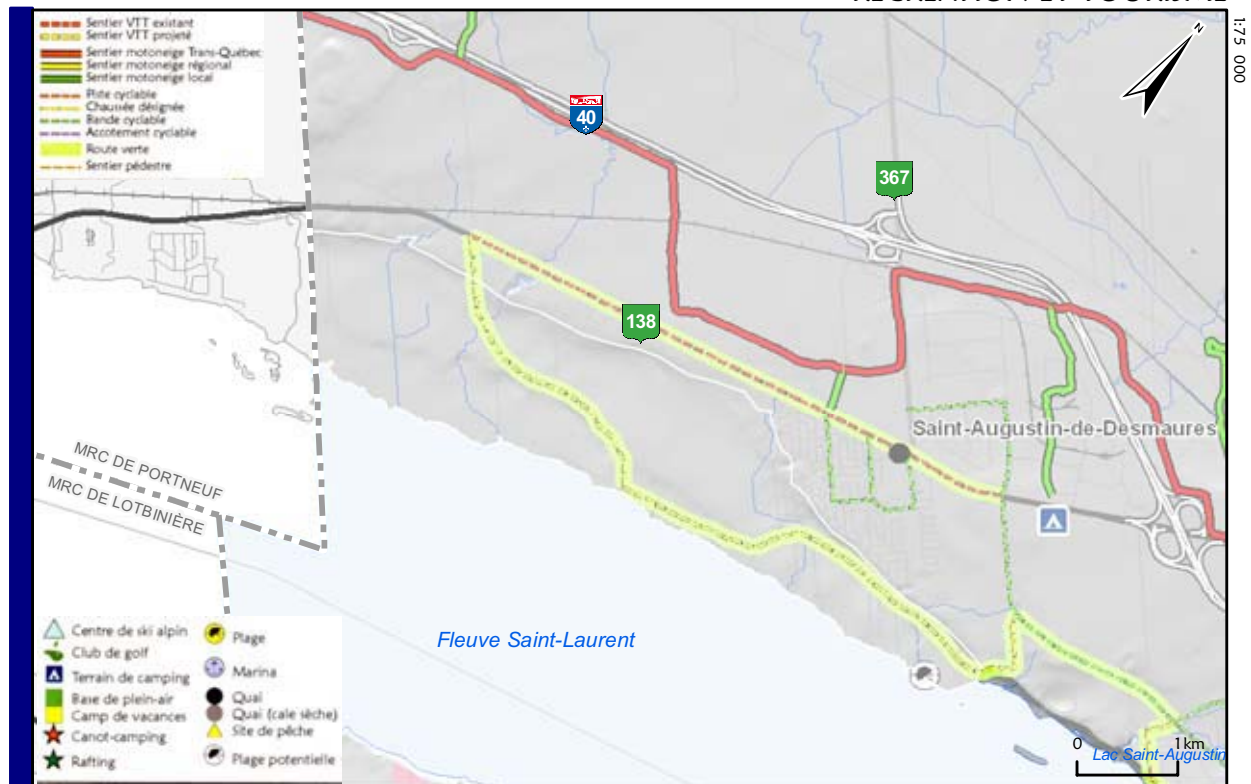 RÉCRÉATION ET TOURISME
1:75 000
Sentier VTT existant
Sentier VTT projeté
Sentier motoneige Trans-Québec
Sentier motoneige régional
Sentier motoneige local
Piste cyclable
Chaussée désignée
Bande cyclable
Accotement cyclable
Route verte
Sentier pédestre
N
40
367
138
Saint-Augustin-de-Desmaures
MRC DE PORTNEUF
MRC DE LOTBINIÈRE
Fleuve Saint-Laurent
Centre de ski alpin
Club de golf
Terrain de camping
Base de plein-air
Camp de vacances
Canot-camping
Rafting
Plage
Marina
Quai
Quai (cale sèche)
Site de pêche
Plage potentielle
0 1 km
Lac Saint-Augustin